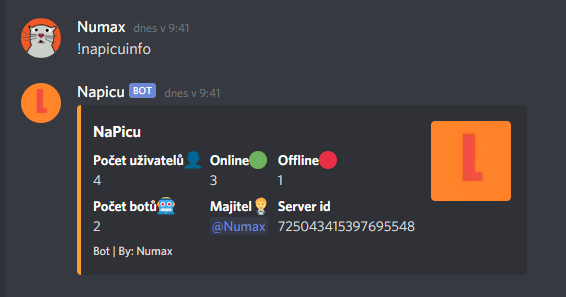 Numax dnes v 9:41
!napicuinfo
Napicu BOT dnes v 9:41
NaPicu
Počet uživatelů👤 Online🟢 Offline🔴
4 3 1
Počet botů🤖 Majitel🤵 Server id
2 @Numax 725043415397695548
Bot | By: Numax